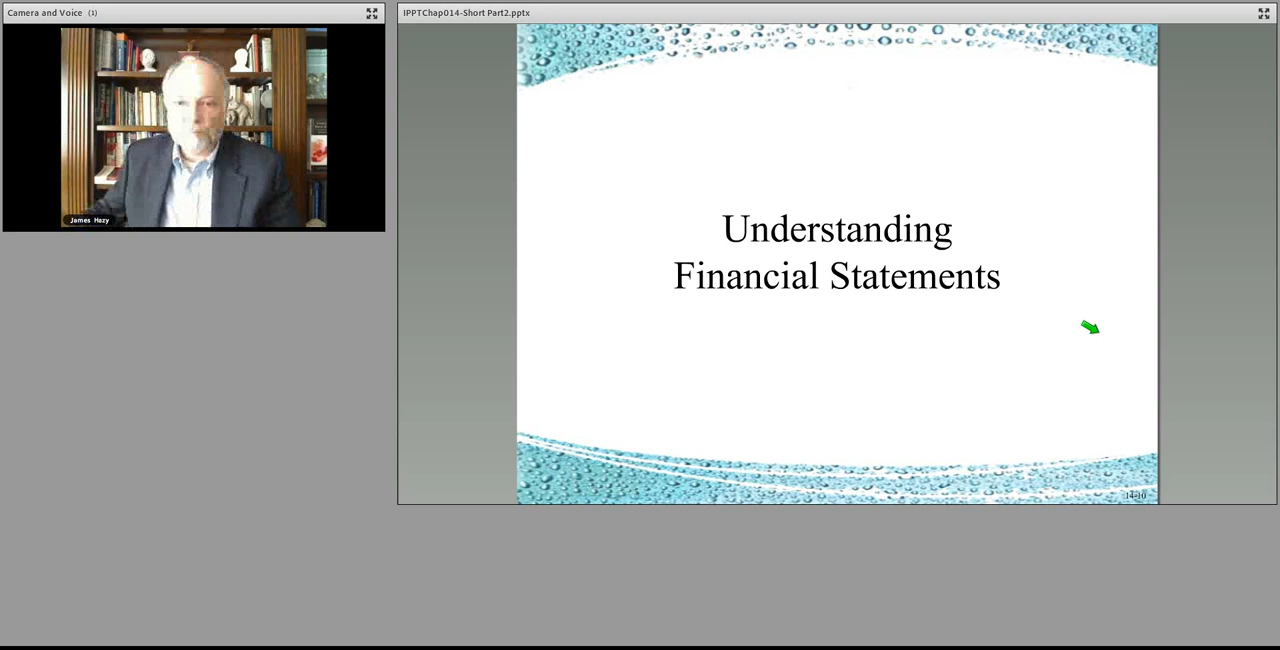 Camera and Voice (1)
James Hazy
IPPTChap014-Short Part2.pptx
Understanding
Financial Statements
14-10